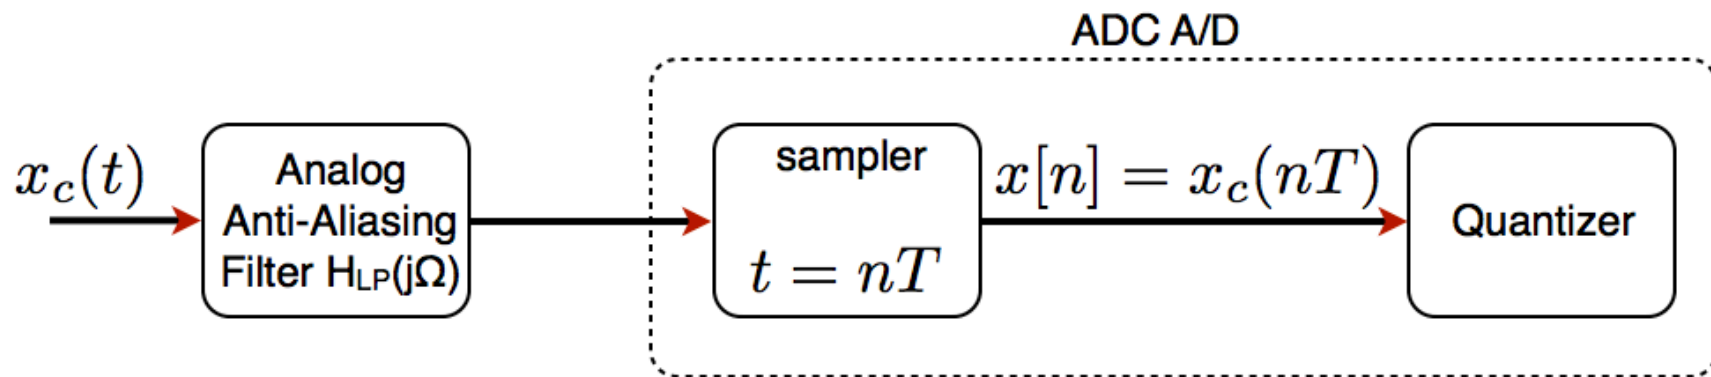 ADC A/D
x_c(t)
Analog
Anti-Aliasing
Filter H_LP(jΩ)
sampler
t = nT
x[n] = x_c(nT)
Quantizer